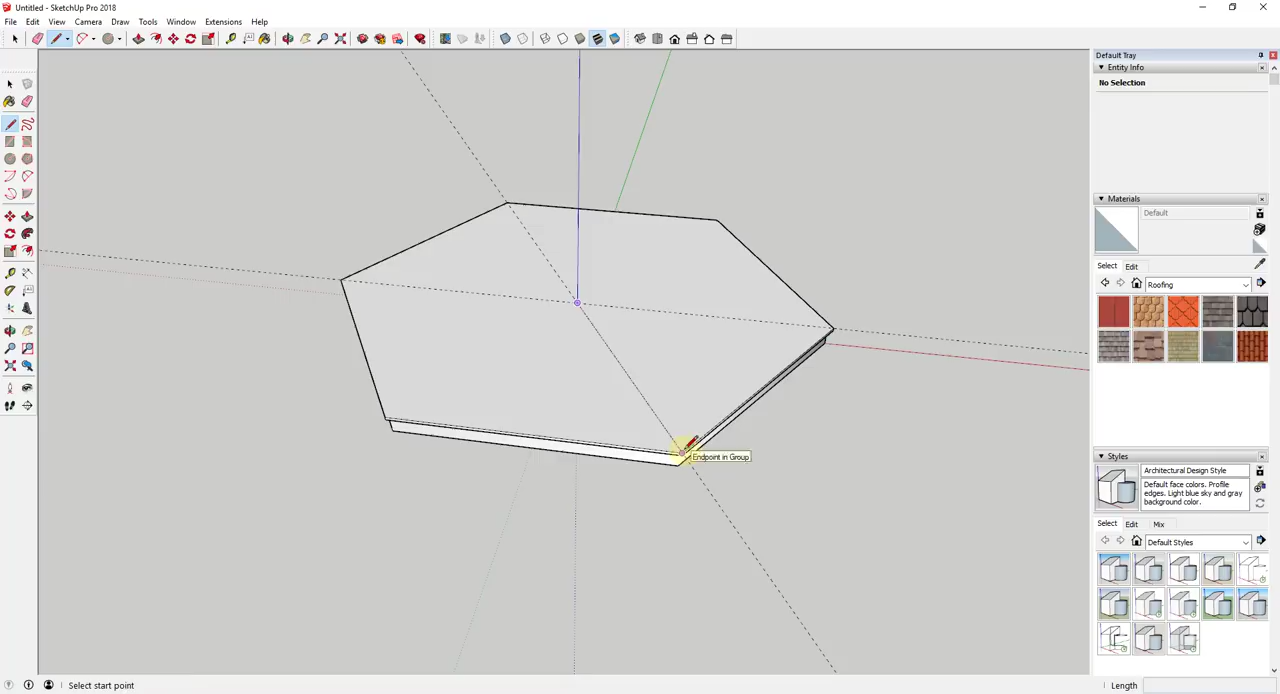 Untitled - SketchUp Pro 2018
File Edit View Camera Draw Tools Window Extensions Help
Default Tray
Entity Info
No Selection
Materials
Default
Select Edit
Roofing
Endpoint in Group
Styles
Architectural Design Style
Default face colors. Profile
edges. Light blue sky and gray
background color.
Select Edit Mix
Default Styles
Select start point
Length